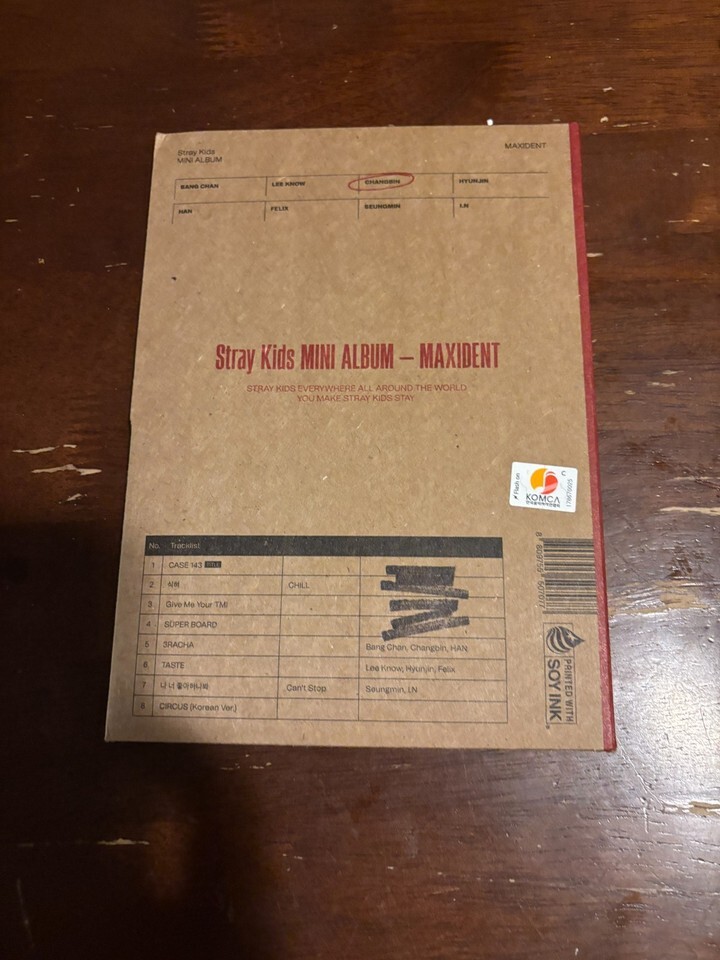 Stray Kids
MINI ALBUM
MAXIDENT
BANG CHAN LEE KNOW CHANGBIN HYUNJIN
HAN FELIX SEUNGMIN I.N
Stray Kids MINI ALBUM – MAXIDENT
STRAY KIDS EVERYWHERE ALL AROUND THE WORLD
YOU MAKE STRAY KIDS STAY
Flash on
KOMCA
C
No. Tracklist
1 CASE 143 TITLE
2 식혀 CHILL
3 Give Me Your TMI
4 SUPER BOARD
5 3RACHA Bang Chan, Changbin, HAN
6 TASTE Lee Know, Hyunjin, Felix
7 나 너 좋아하나봐 Can't Stop Seungmin, I.N
8 CIRCUS (Korean Ver.)
PRINTED WITH
SOY INK